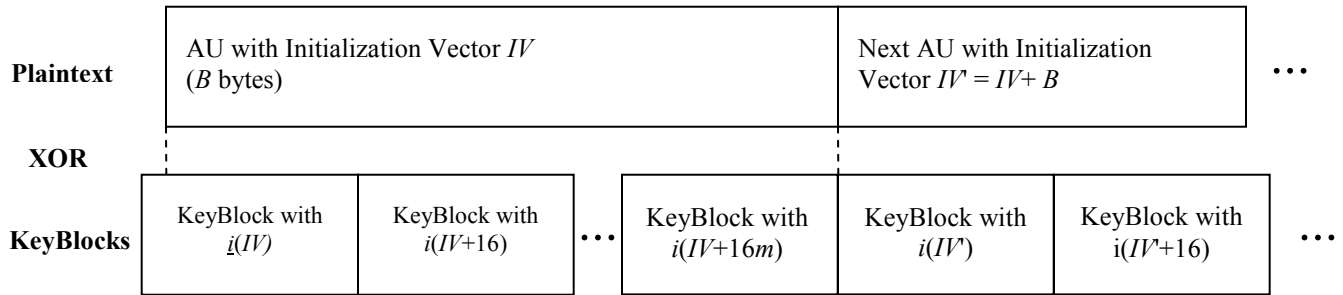 Plaintext
AU with Initialization Vector IV
(B bytes)
Next AU with Initialization
Vector IV' = IV+ B
...
XOR
KeyBlocks
KeyBlock with
i(IV)
KeyBlock with
i(IV+16)
...
KeyBlock with
i(IV+16m)
KeyBlock with
i(IV')
KeyBlock with
i(IV'+16)
...